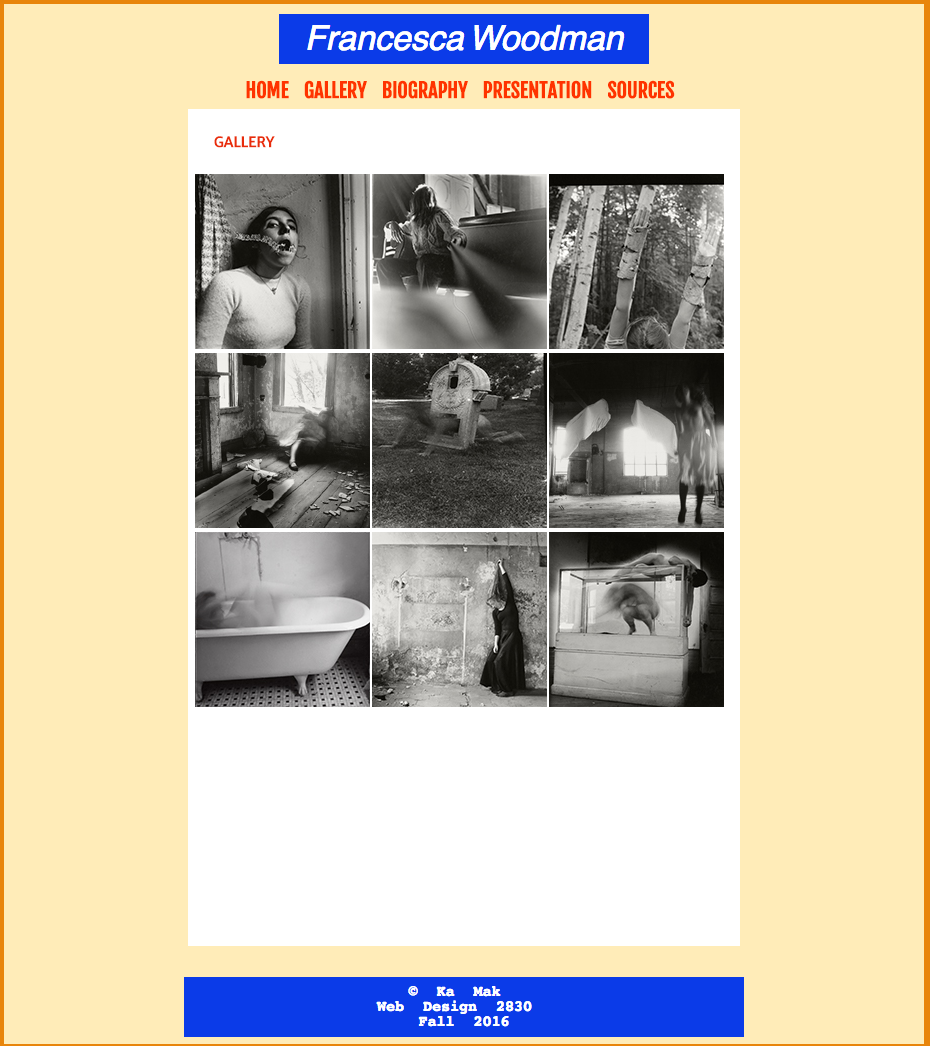 Francesca Woodman
HOME GALLERY BIOGRAPHY PRESENTATION SOURCES
GALLERY
© Ka Mak
Web Design 2830
Fall 2016